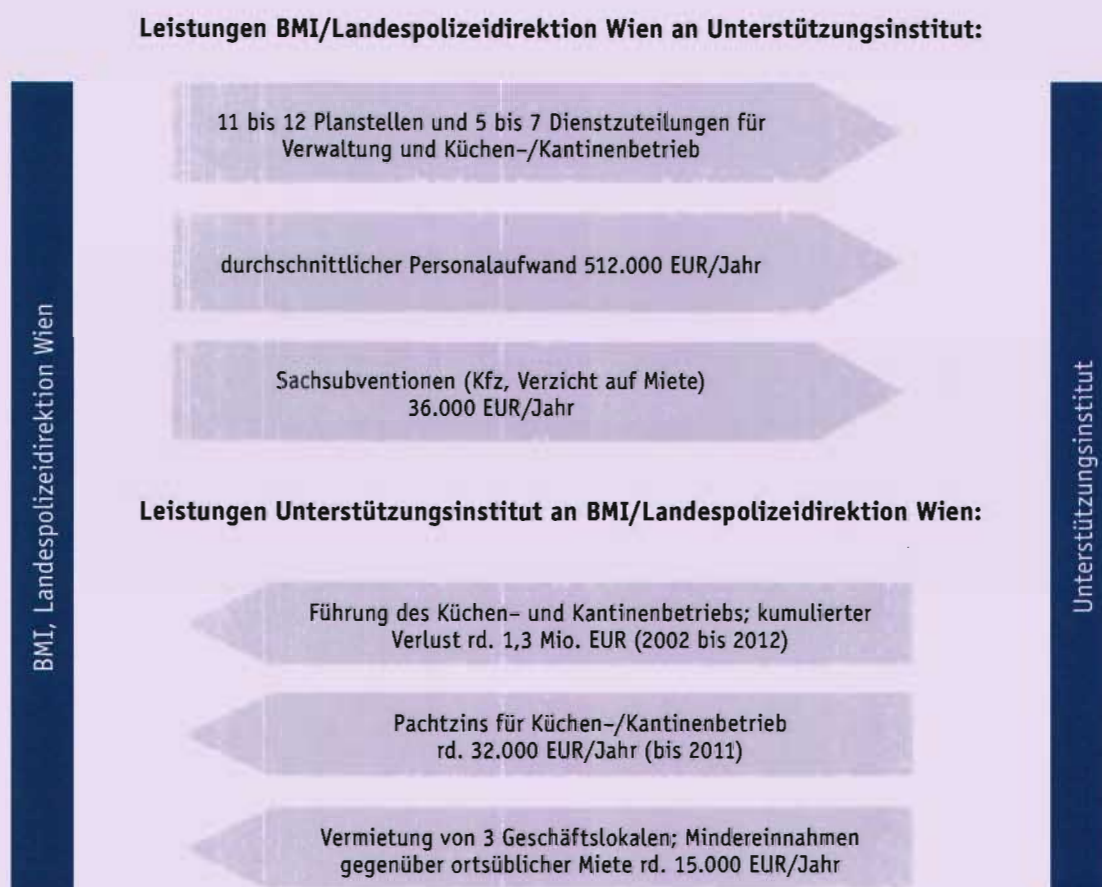 Leistungen BMI/Landespolizeidirektion Wien an Unterstützungsinstitut:
BMI, Landespolizeidirektion Wien
11 bis 12 Planstellen und 5 bis 7 Dienstzuteilungen für
Verwaltung und Küchen–/Kantinenbetrieb
durchschnittlicher Personalaufwand 512.000 EUR/Jahr
Sachsubventionen (Kfz, Verzicht auf Miete)
36.000 EUR/Jahr
Unterstützungsinstitut
Leistungen Unterstützungsinstitut an BMI/Landespolizeidirektion Wien:
Führung des Küchen– und Kantinenbetriebs; kumulierter
Verlust rd. 1,3 Mio. EUR (2002 bis 2012)
Pachtzins für Küchen–/Kantinenbetrieb
rd. 32.000 EUR/Jahr (bis 2011)
Vermietung von 3 Geschäftslokalen; Mindereinnahmen
gegenüber ortsüblicher Miete rd. 15.000 EUR/Jahr